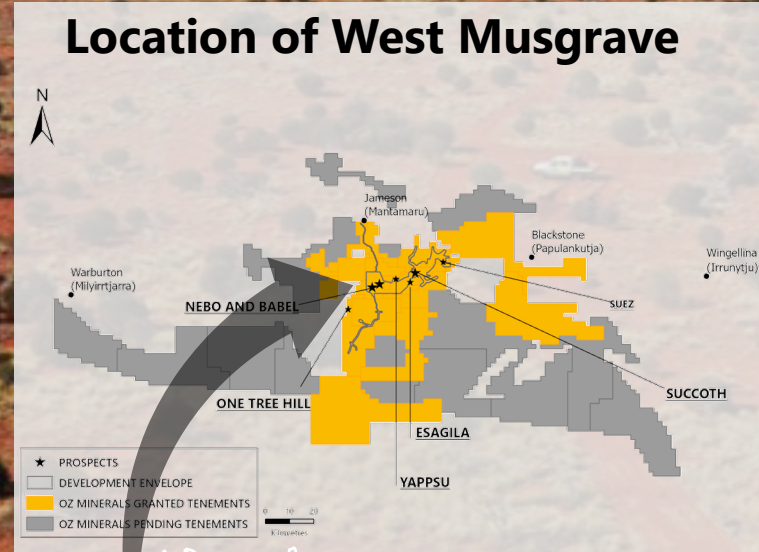 Location of West Musgrave
N
Jameson
(Mantamaru)
Blackstone
(Papulankutja)
Wingellina
(Irrunytju)
Warburton
(Milyirrtjarra)
NEBO AND BABEL
SUEZ
SUCCOTH
ONE TREE HILL
ESAGILA
YAPPSU
PROSPECTS
DEVELOPMENT ENVELOPE
OZ MINERALS GRANTED TENEMENTS
OZ MINERALS PENDING TENEMENTS
0 10 20
Kilometres